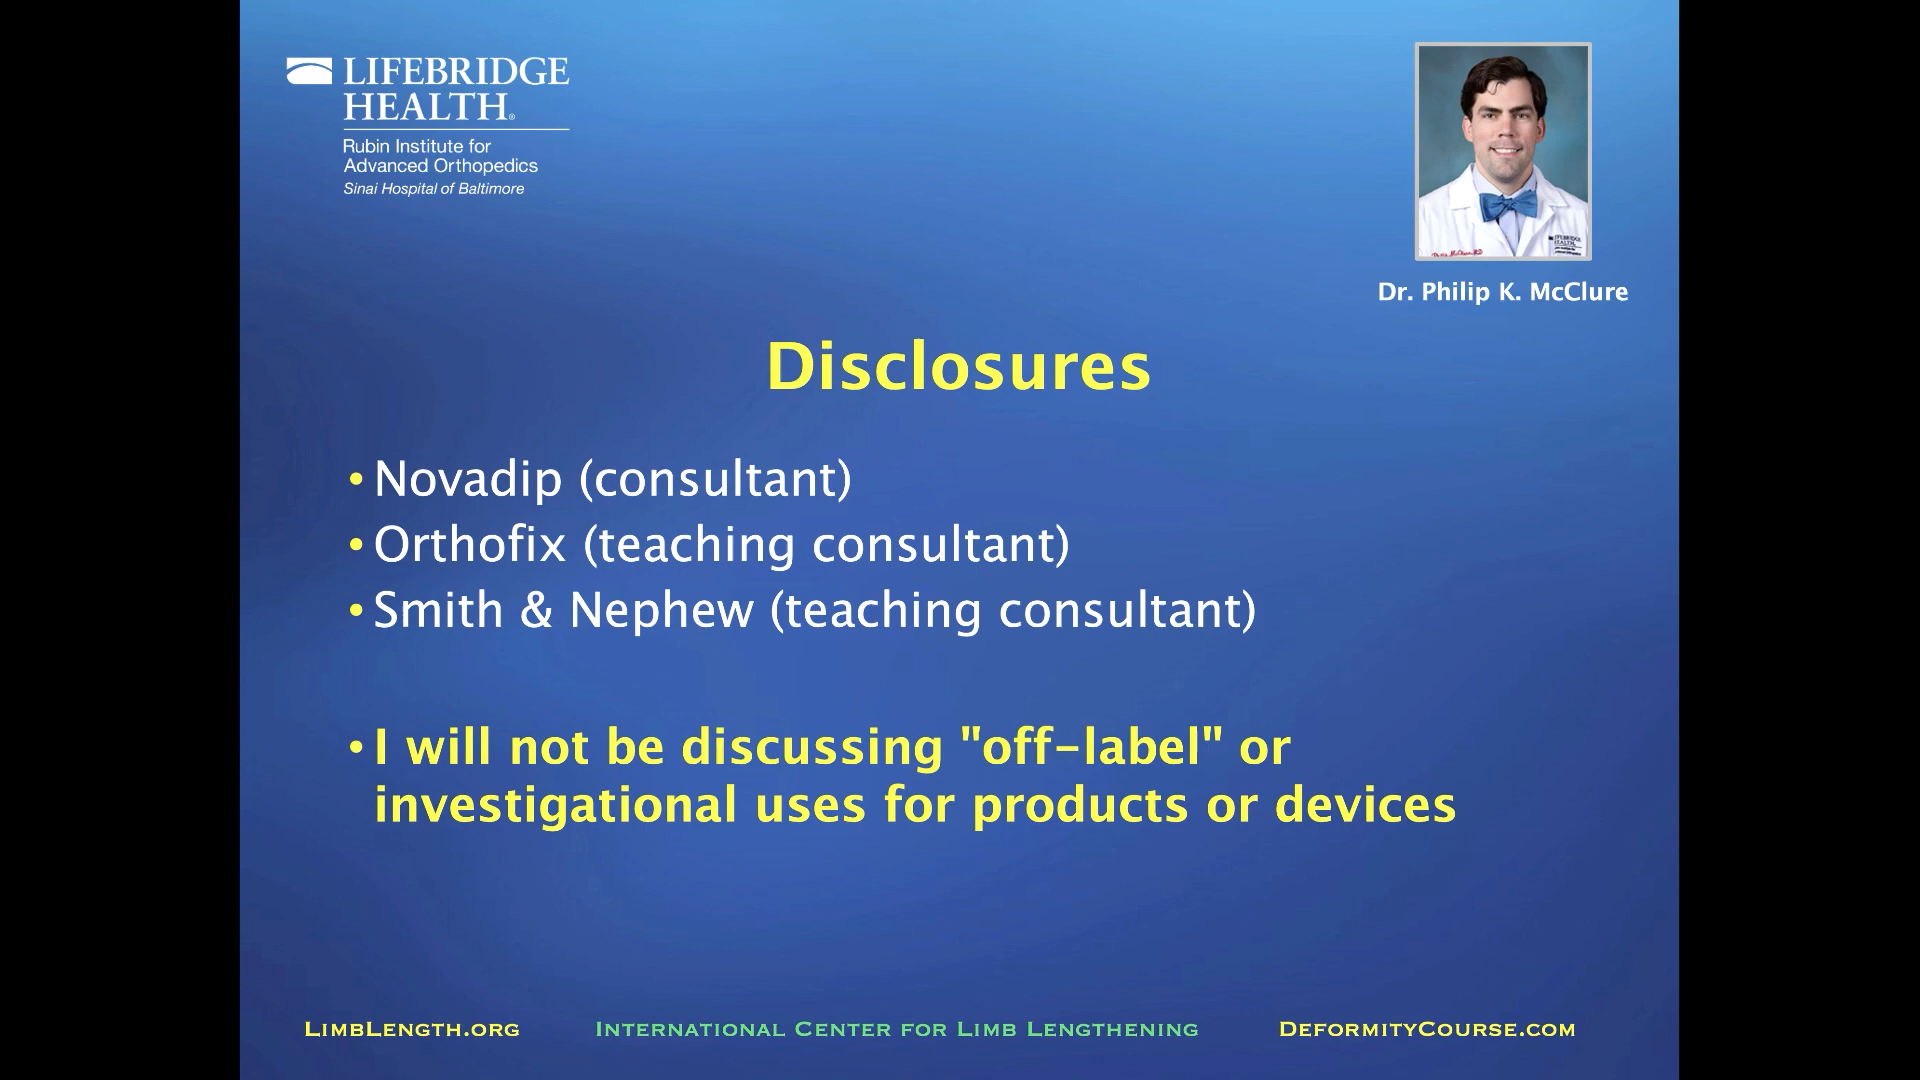 LIFEBRIDGE
HEALTH®
Rubin Institute for
Advanced Orthopedics
Sinai Hospital of Baltimore
Dr. Philip K. McClure
Disclosures
• Novadip (consultant)
• Orthofix (teaching consultant)
• Smith & Nephew (teaching consultant)
• I will not be discussing "off-label" or
investigational uses for products or devices
LimbLength.org
International Center for Limb Lengthening
DeformityCourse.com